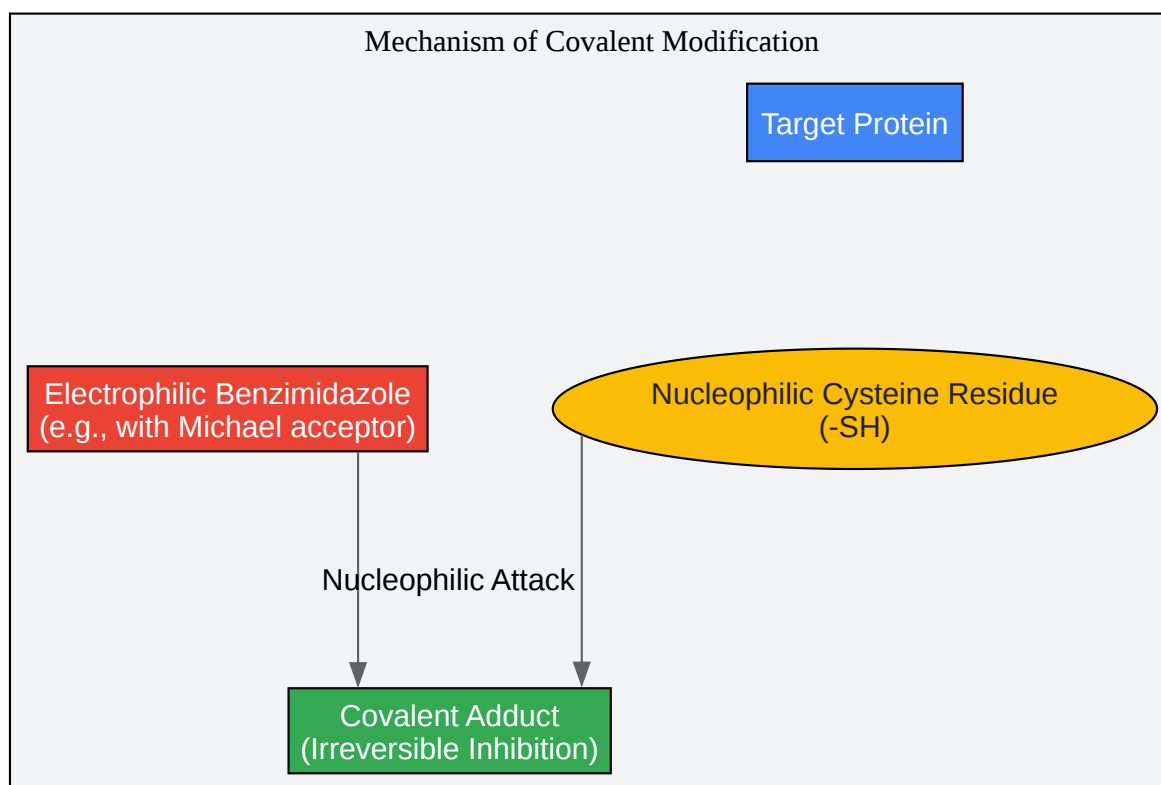 Mechanism of Covalent Modification
Target Protein
Electrophilic Benzimidazole
(e.g., with Michael acceptor)
Nucleophilic Cysteine Residue
(-SH)
Nucleophilic Attack
Covalent Adduct
(Irreversible Inhibition)